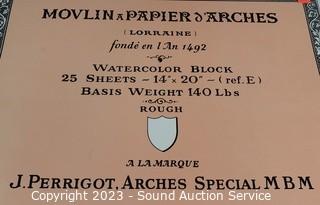 MOVLIN A PAPIER d'ARCHES
(LORRAINE)
fondé en l'An 1492
WATERCOLOR BLOCK
25 SHEETS – 14" x 20" – (ref. E)
BASIS WEIGHT 140 Lbs
ROUGH
A LA MARQUE
J. PERRIGOT, ARCHES SPECIAL MBM
Copyright 2023 - Sound Auction Service